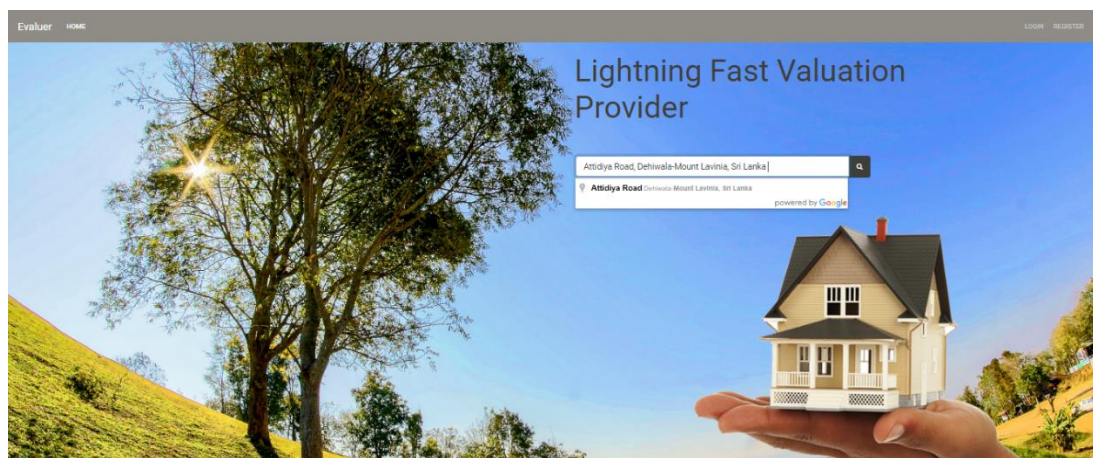 Evaluer HOME LOGIN REGISTER
Lightning Fast Valuation
Provider
Attidiya Road, Dehiwala-Mount Lavinia, Sri Lanka
Attidiya Road Dehiwala-Mount Lavinia, Sri Lanka
powered by Google